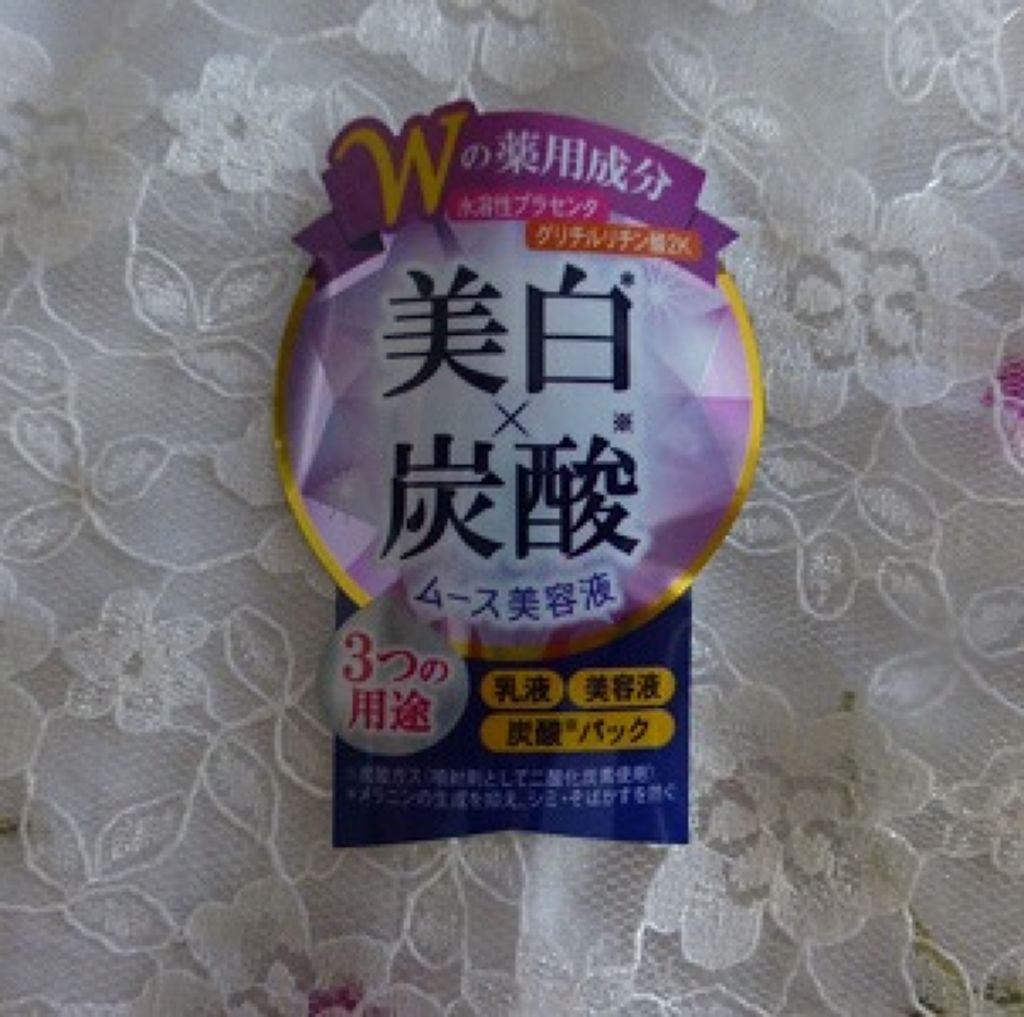 Wの薬用成分
水溶性プラセンタ
グリチルリチン酸2K
美白*
×
炭酸※
ムース美容液
3つの
用途
乳液 美容液
炭酸※パック
※炭酸ガス(噴射剤として二酸化炭素使用)
*メラニンの生成を抑え、シミ・そばかすを防ぐ